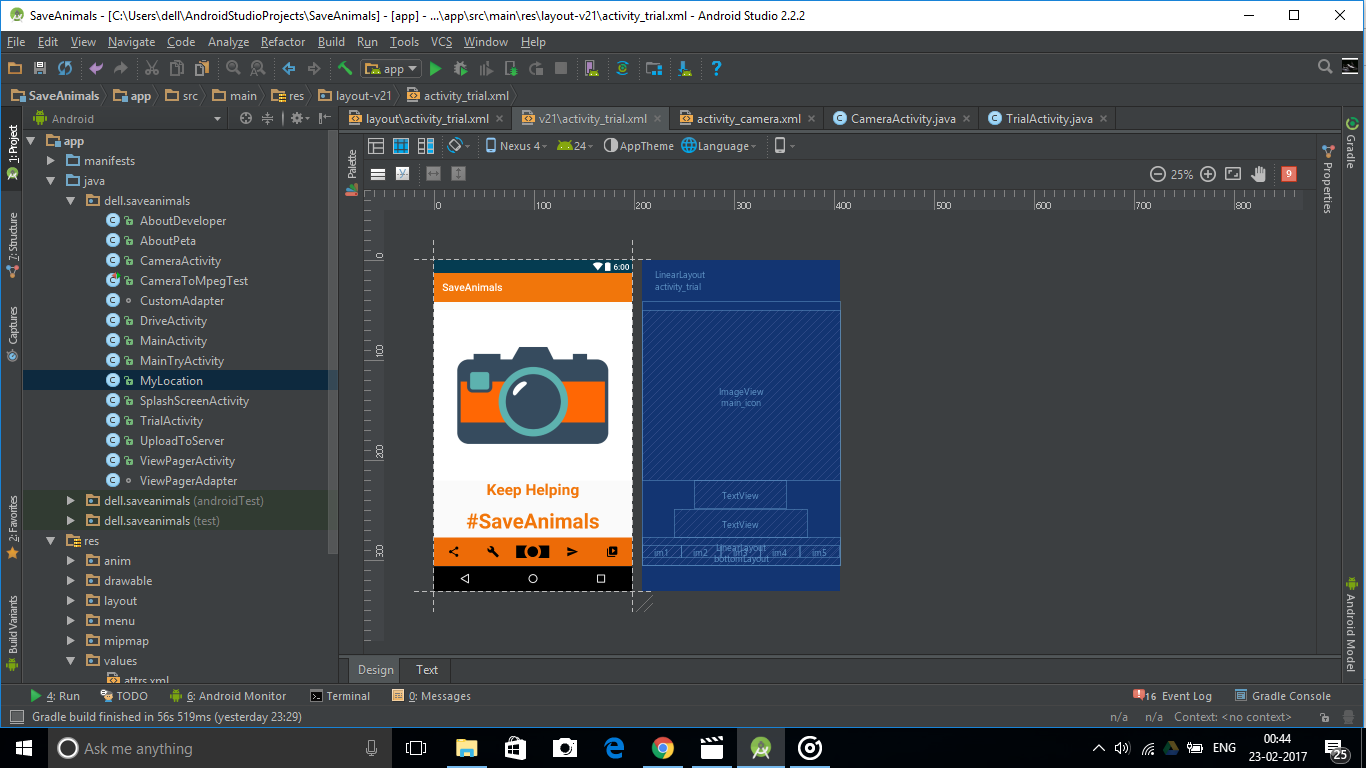 SaveAnimals - [C:\Users\dell\AndroidStudioProjects\SaveAnimals] - [app] - ...\app\src\main\res\layout-v21\activity_trial.xml - Android Studio 2.2.2
File Edit View Navigate Code Analyze Refactor Build Run Tools VCS Window Help
app
SaveAnimals app src main res layout-v21 activity_trial.xml
Android
layout\activity_trial.xml v21\activity_trial.xml activity_camera.xml CameraActivity.java TrialActivity.java
1: Project
7: Structure
Captures
2: Favorites
Build Variants
app
manifests
java
dell.saveanimals
AboutDeveloper
AboutPeta
CameraActivity
CameraToMpegTest
CustomAdapter
DriveActivity
MainActivity
MainTryActivity
MyLocation
SplashScreenActivity
TrialActivity
UploadToServer
ViewPagerActivity
ViewPagerAdapter
dell.saveanimals (androidTest)
dell.saveanimals (test)
res
anim
drawable
layout
menu
mipmap
values
attrs.xml
Palette
Nexus 4 24 AppTheme Language
25% 9
0 100 200 300 400 500 600 700 800
0
100
200
300
6:00
SaveAnimals
Keep Helping
#SaveAnimals
LinearLayout
activity_trial
ImageView
main_icon
TextView
TextView
LinearLayout
im1 im2 im3 im4 im5
bottomLayout
Gradle
Properties
Android Model
Design Text
4: Run TODO 6: Android Monitor Terminal 0: Messages 16 Event Log Gradle Console
Gradle build finished in 56s 519ms (yesterday 23:29) n/a n/a Context: <no context>
Ask me anything
ENG
00:44
23-02-2017
25